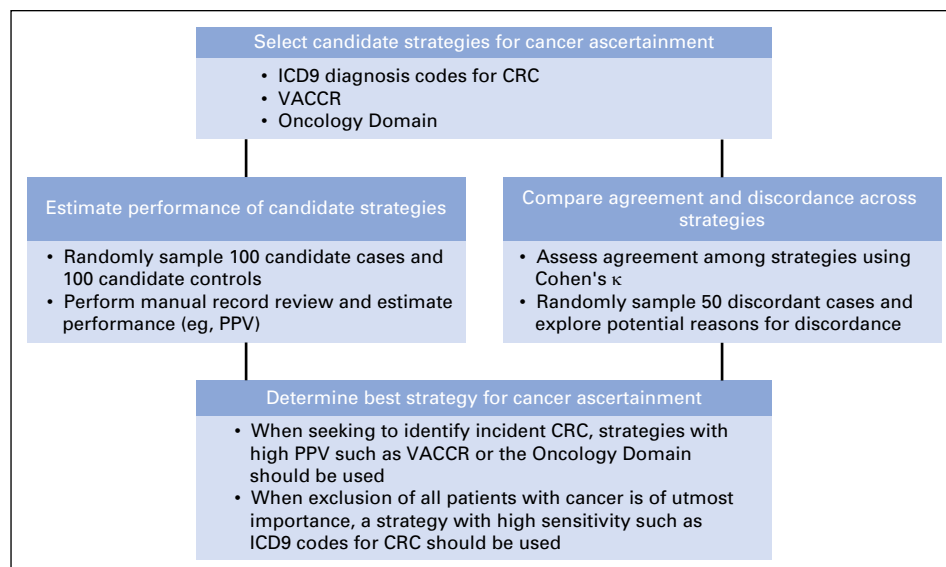 Select candidate strategies for cancer ascertainment
• ICD9 diagnosis codes for CRC
• VACCR
• Oncology Domain
Estimate performance of candidate strategies
• Randomly sample 100 candidate cases and
100 candidate controls
• Perform manual record review and estimate
performance (eg, PPV)
Compare agreement and discordance across
strategies
• Assess agreement among strategies using
Cohen's κ
• Randomly sample 50 discordant cases and
explore potential reasons for discordance
Determine best strategy for cancer ascertainment
• When seeking to identify incident CRC, strategies with
high PPV such as VACCR or the Oncology Domain
should be used
• When exclusion of all patients with cancer is of utmost
importance, a strategy with high sensitivity such as
ICD9 codes for CRC should be used